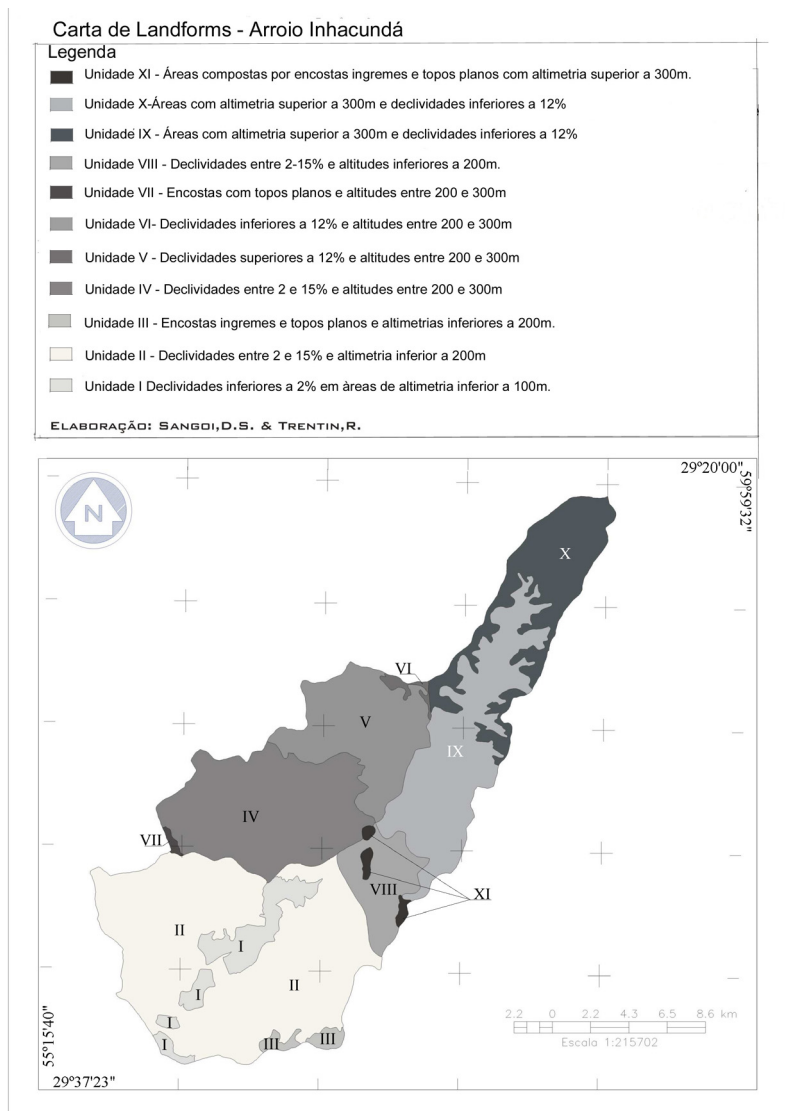 Carta de Landforms - Arroio Inhacundá
Legenda
Unidade XI - Áreas compostas por encostas ingremes e topos planos com altimetria superior a 300m.
Unidade X-Áreas com altimetria superior a 300m e declividades inferiores a 12%
Unidade IX - Áreas com altimetria superior a 300m e declividades inferiores a 12%
Unidade VIII - Declividades entre 2-15% e altitudes inferiores a 200m.
Unidade VII - Encostas com topos planos e altitudes entre 200 e 300m
Unidade VI- Declividades inferiores a 12% e altitudes entre 200 e 300m
Unidade V - Declividades superiores a 12% e altitudes entre 200 e 300m
Unidade IV - Declividades entre 2 e 15% e altitudes entre 200 e 300m
Unidade III - Encostas ingremes e topos planos e altimetrias inferiores a 200m.
Unidade II - Declividades entre 2 e 15% e altimetria inferior a 200m
Unidade I Declividades inferiores a 2% em àreas de altimetria inferior a 100m.
Elaboração: Sangoi,D.S. & Trentin,R.
29º20'00"
59º59'32"
N
X
VI
V
IX
IV
VII
VIII
XI
II
I
II
I
I
I
III
III
2.2 0 2.2 4.3 6.5 8.6 km
Escala 1:215702
55º15'40"
29º37'23"